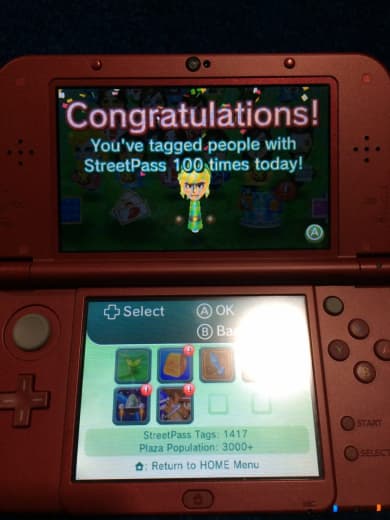 Congratulations!
You've tagged people with
StreetPass 100 times today!
A
Select
A OK
B Ba
StreetPass Tags: 1417
Plaza Population: 3000+
: Return to HOME Menu
X
Y
A
B
START
SELECT